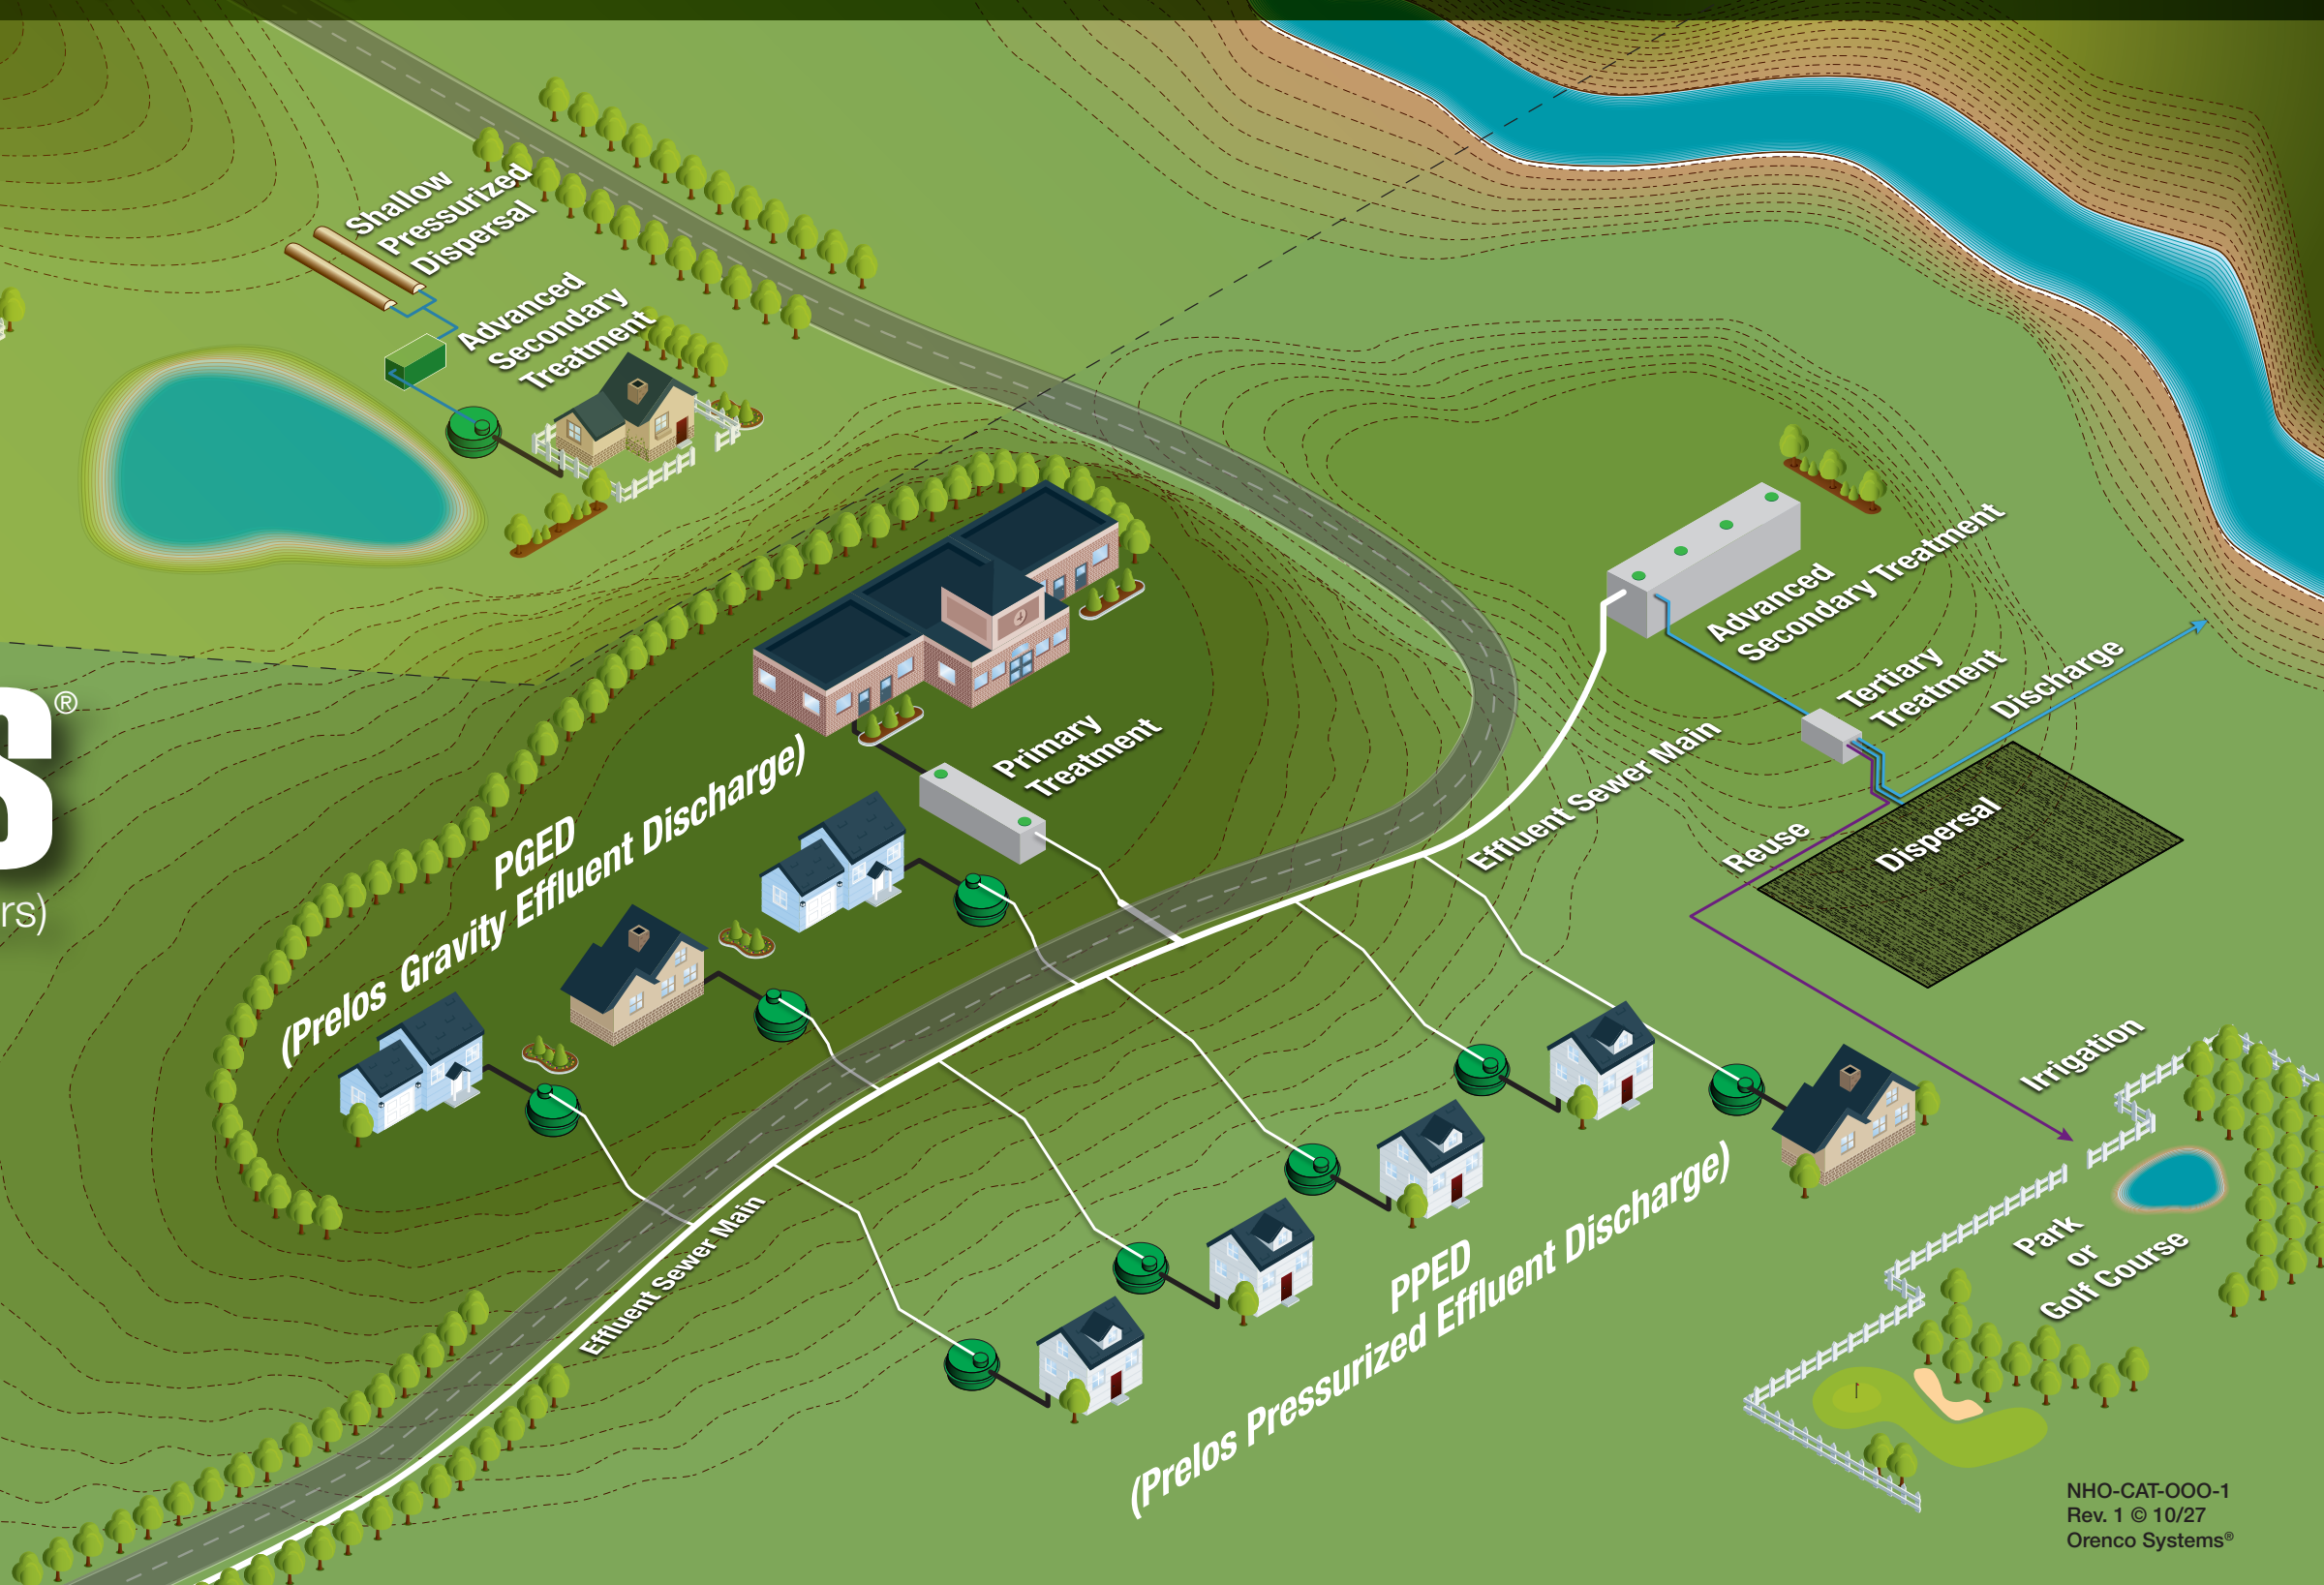 Shallow
Pressurized
Dispersal
Advanced
Secondary
Treatment
S®
rs)
PGED
(Prelos Gravity Effluent Discharge)
Primary
Treatment
Advanced
Secondary Treatment
Tertiary
Treatment
Discharge
Effluent Sewer Main
Reuse
Dispersal
Irrigation
Effluent Sewer Main
PPED
(Prelos Pressurized Effluent Discharge)
Park
or
Golf Course
NHO-CAT-OOO-1
Rev. 1 © 10/27
Orenco Systems®